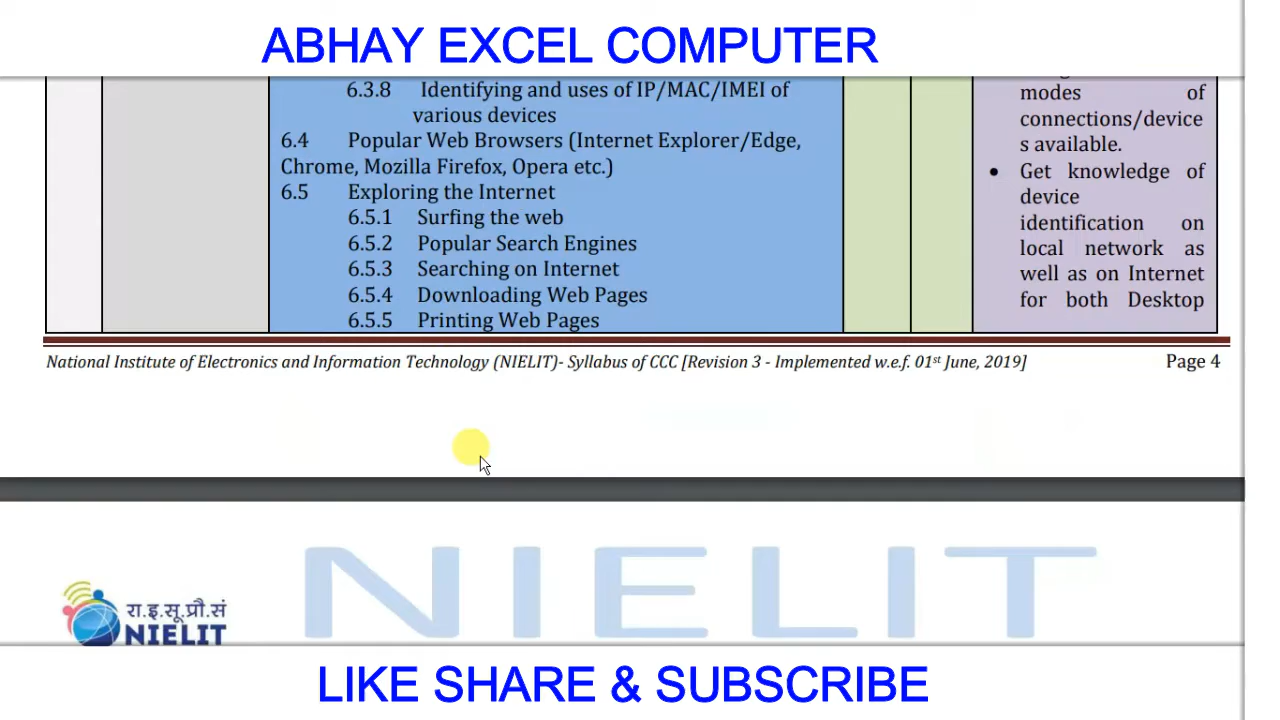 ABHAY EXCEL COMPUTER
6.3.8 Identifying and uses of IP/MAC/IMEI of
various devices
6.4 Popular Web Browsers (Internet Explorer/Edge,
Chrome, Mozilla Firefox, Opera etc.)
6.5 Exploring the Internet
6.5.1 Surfing the web
6.5.2 Popular Search Engines
6.5.3 Searching on Internet
6.5.4 Downloading Web Pages
6.5.5 Printing Web Pages
modes of
connections/device
s available.
• Get knowledge of
device
identification on
local network as
well as on Internet
for both Desktop
National Institute of Electronics and Information Technology (NIELIT)- Syllabus of CCC [Revision 3 - Implemented w.e.f. 01st June, 2019] Page 4
NIELIT
रा.इ.सू.प्रौ.सं
NIELIT
LIKE SHARE & SUBSCRIBE